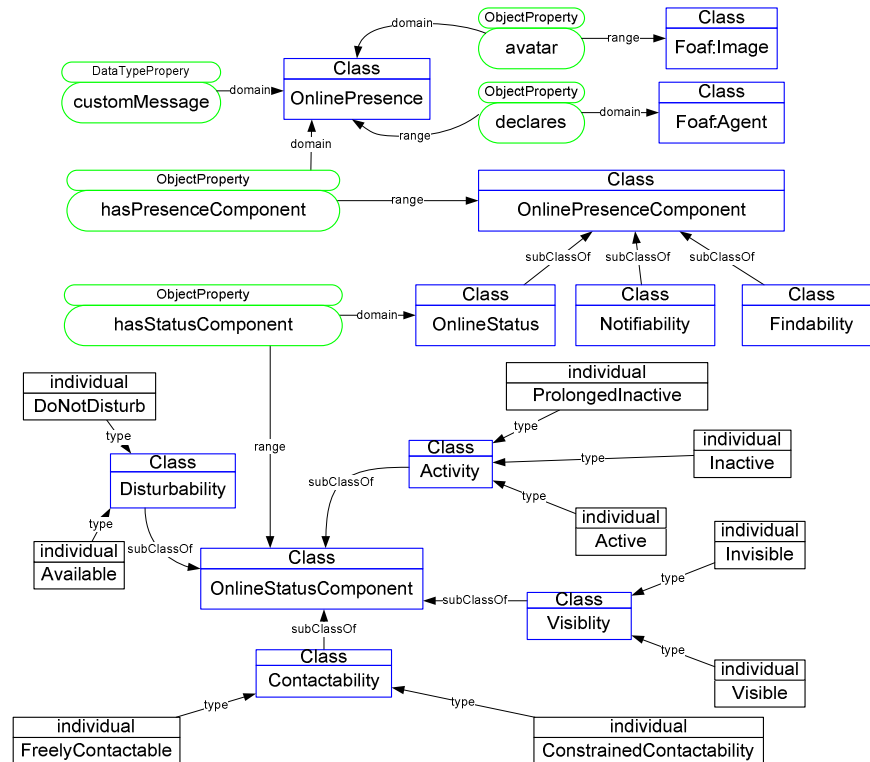 ObjectProperty
avatar
domain
range
Class
Foaf:Image
DataTypePropery
customMessage
domain
Class
OnlinePresence
ObjectProperty
declares
range
domain
Class
Foaf:Agent
domain
ObjectProperty
hasPresenceComponent
range
Class
OnlinePresenceComponent
subClassOf
subClassOf
subClassOf
ObjectProperty
hasStatusComponent
domain
Class
OnlineStatus
Class
Notifiability
Class
Findability
individual
DoNotDisturb
type
range
individual
ProlongedInactive
type
Class
Disturbability
Class
Activity
type
individual
Inactive
subClassOf
type
individual
Active
type
individual
Available
subClassOf
Class
OnlineStatusComponent
individual
Invisible
type
subClassOf
Class
Visiblity
type
individual
Visible
subClassOf
Class
Contactability
type
type
individual
FreelyContactable
individual
ConstrainedContactability